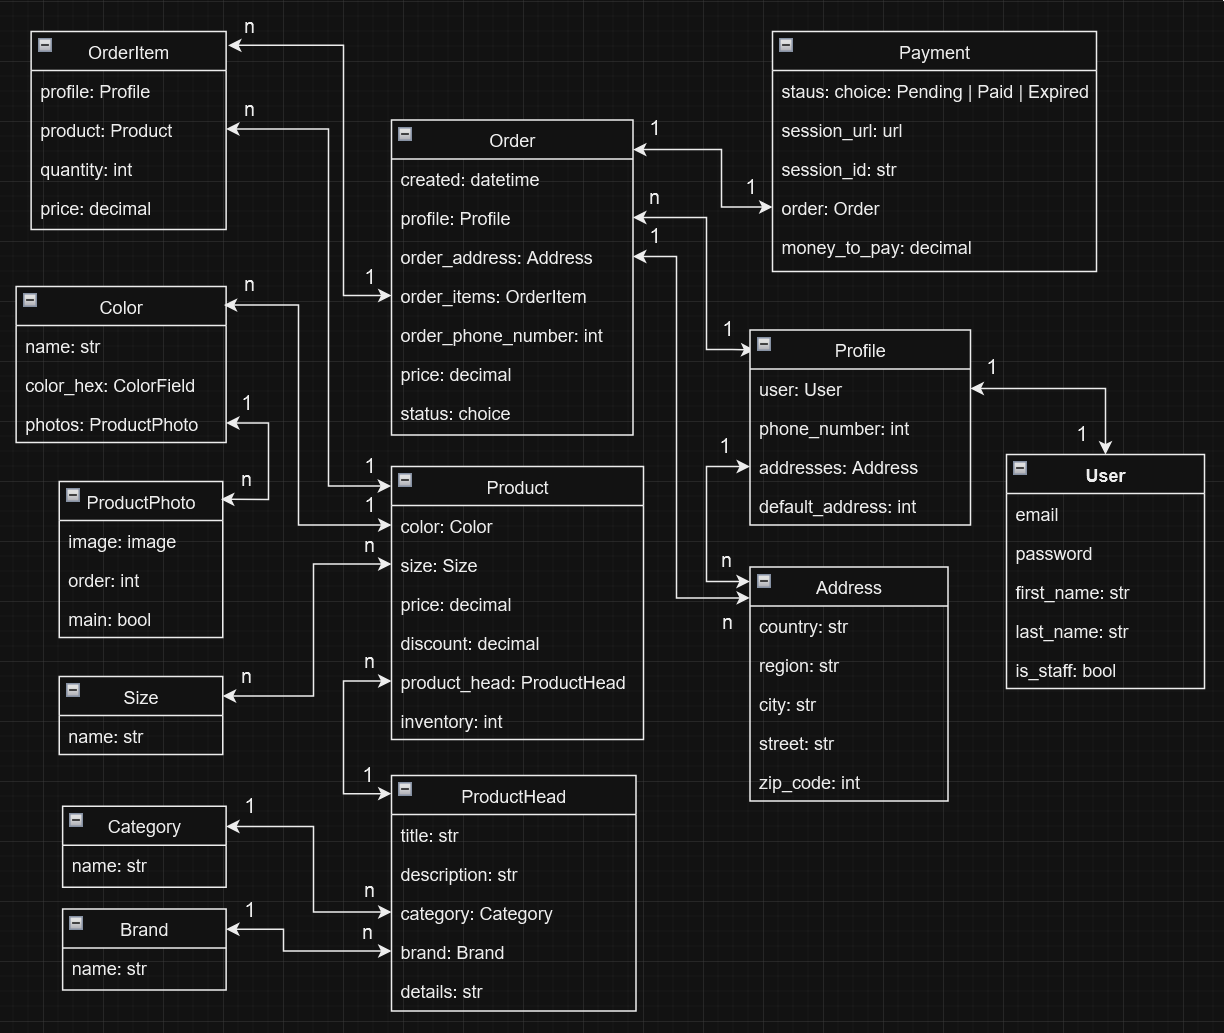 OrderItem
profile: Profile
product: Product
quantity: int
price: decimal
n
n
Payment
staus: choice: Pending | Paid | Expired
session_url: url
session_id: str
order: Order
money_to_pay: decimal
Order
created: datetime
profile: Profile
order_address: Address
order_items: OrderItem
order_phone_number: int
price: decimal
status: choice
1
1
n
1
1
Color
name: str
color_hex: ColorField
photos: ProductPhoto
n
1
Profile
user: User
phone_number: int
addresses: Address
default_address: int
1
1
1
1
User
email
password
first_name: str
last_name: str
is_staff: bool
ProductPhoto
image: image
order: int
main: bool
n
Product
color: Color
size: Size
price: decimal
discount: decimal
product_head: ProductHead
inventory: int
1
1
n
n
Address
country: str
region: str
city: str
street: str
zip_code: int
n
n
Size
name: str
n
ProductHead
title: str
description: str
category: Category
brand: Brand
details: str
1
n
n
Category
name: str
1
Brand
name: str
1